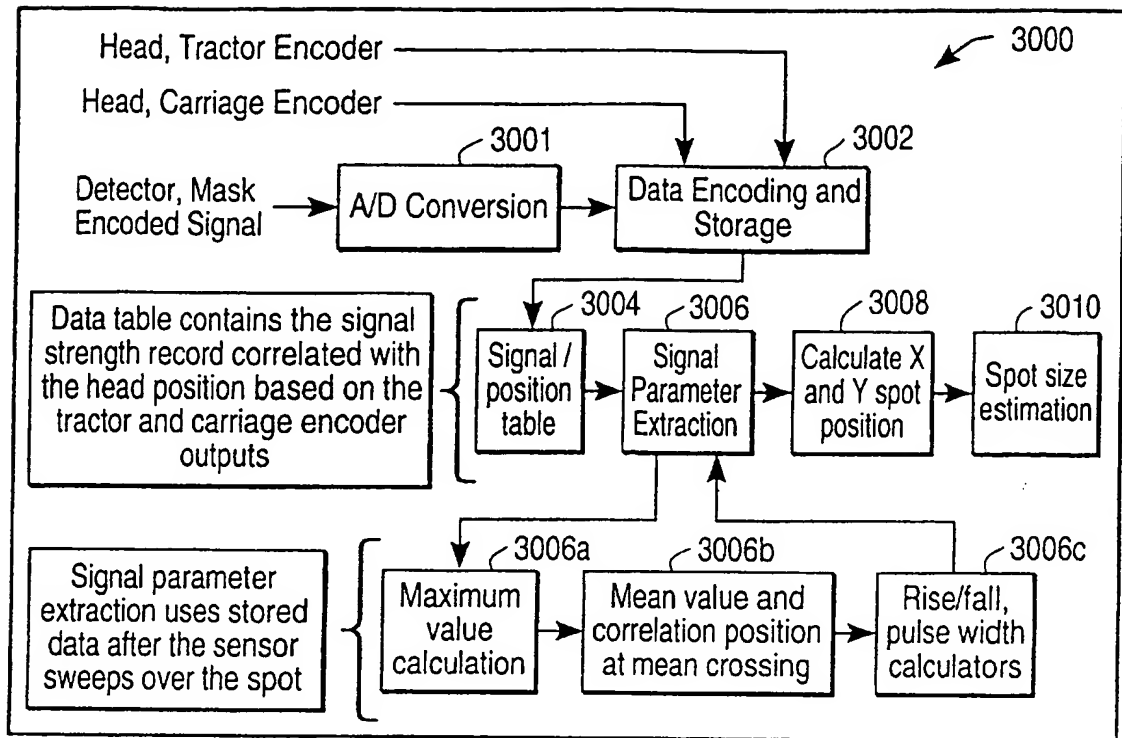 Head, Tractor Encoder
3000
Head, Carriage Encoder
3001
3002
Detector, Mask
Encoded Signal
A/D Conversion
Data Encoding and
Storage
Data table contains the signal
strength record correlated with
the head position based on the
tractor and carriage encoder
outputs
3004
3006
3008
3010
Signal /
position
table
Signal
Parameter
Extraction
Calculate X
and Y spot
position
Spot size
estimation
Signal parameter
extraction uses stored
data after the sensor
sweeps over the spot
3006a
3006b
3006c
Maximum
value
calculation
Mean value and
correlation position
at mean crossing
Rise/fall,
pulse width
calculators